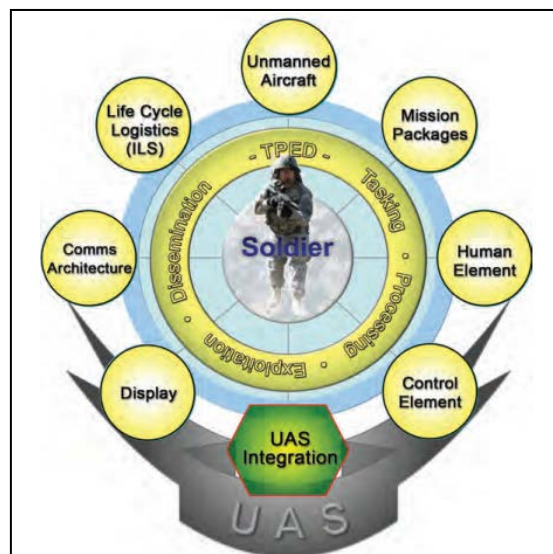 Unmanned
Aircraft
Mission
Packages
Human
Element
Control
Element
UAS
Integration
Display
Comms
Architecture
Life Cycle
Logistics
(ILS)
- TPED -
Tasking · Processing · Exploitation · Dissemination
Soldier
UAS